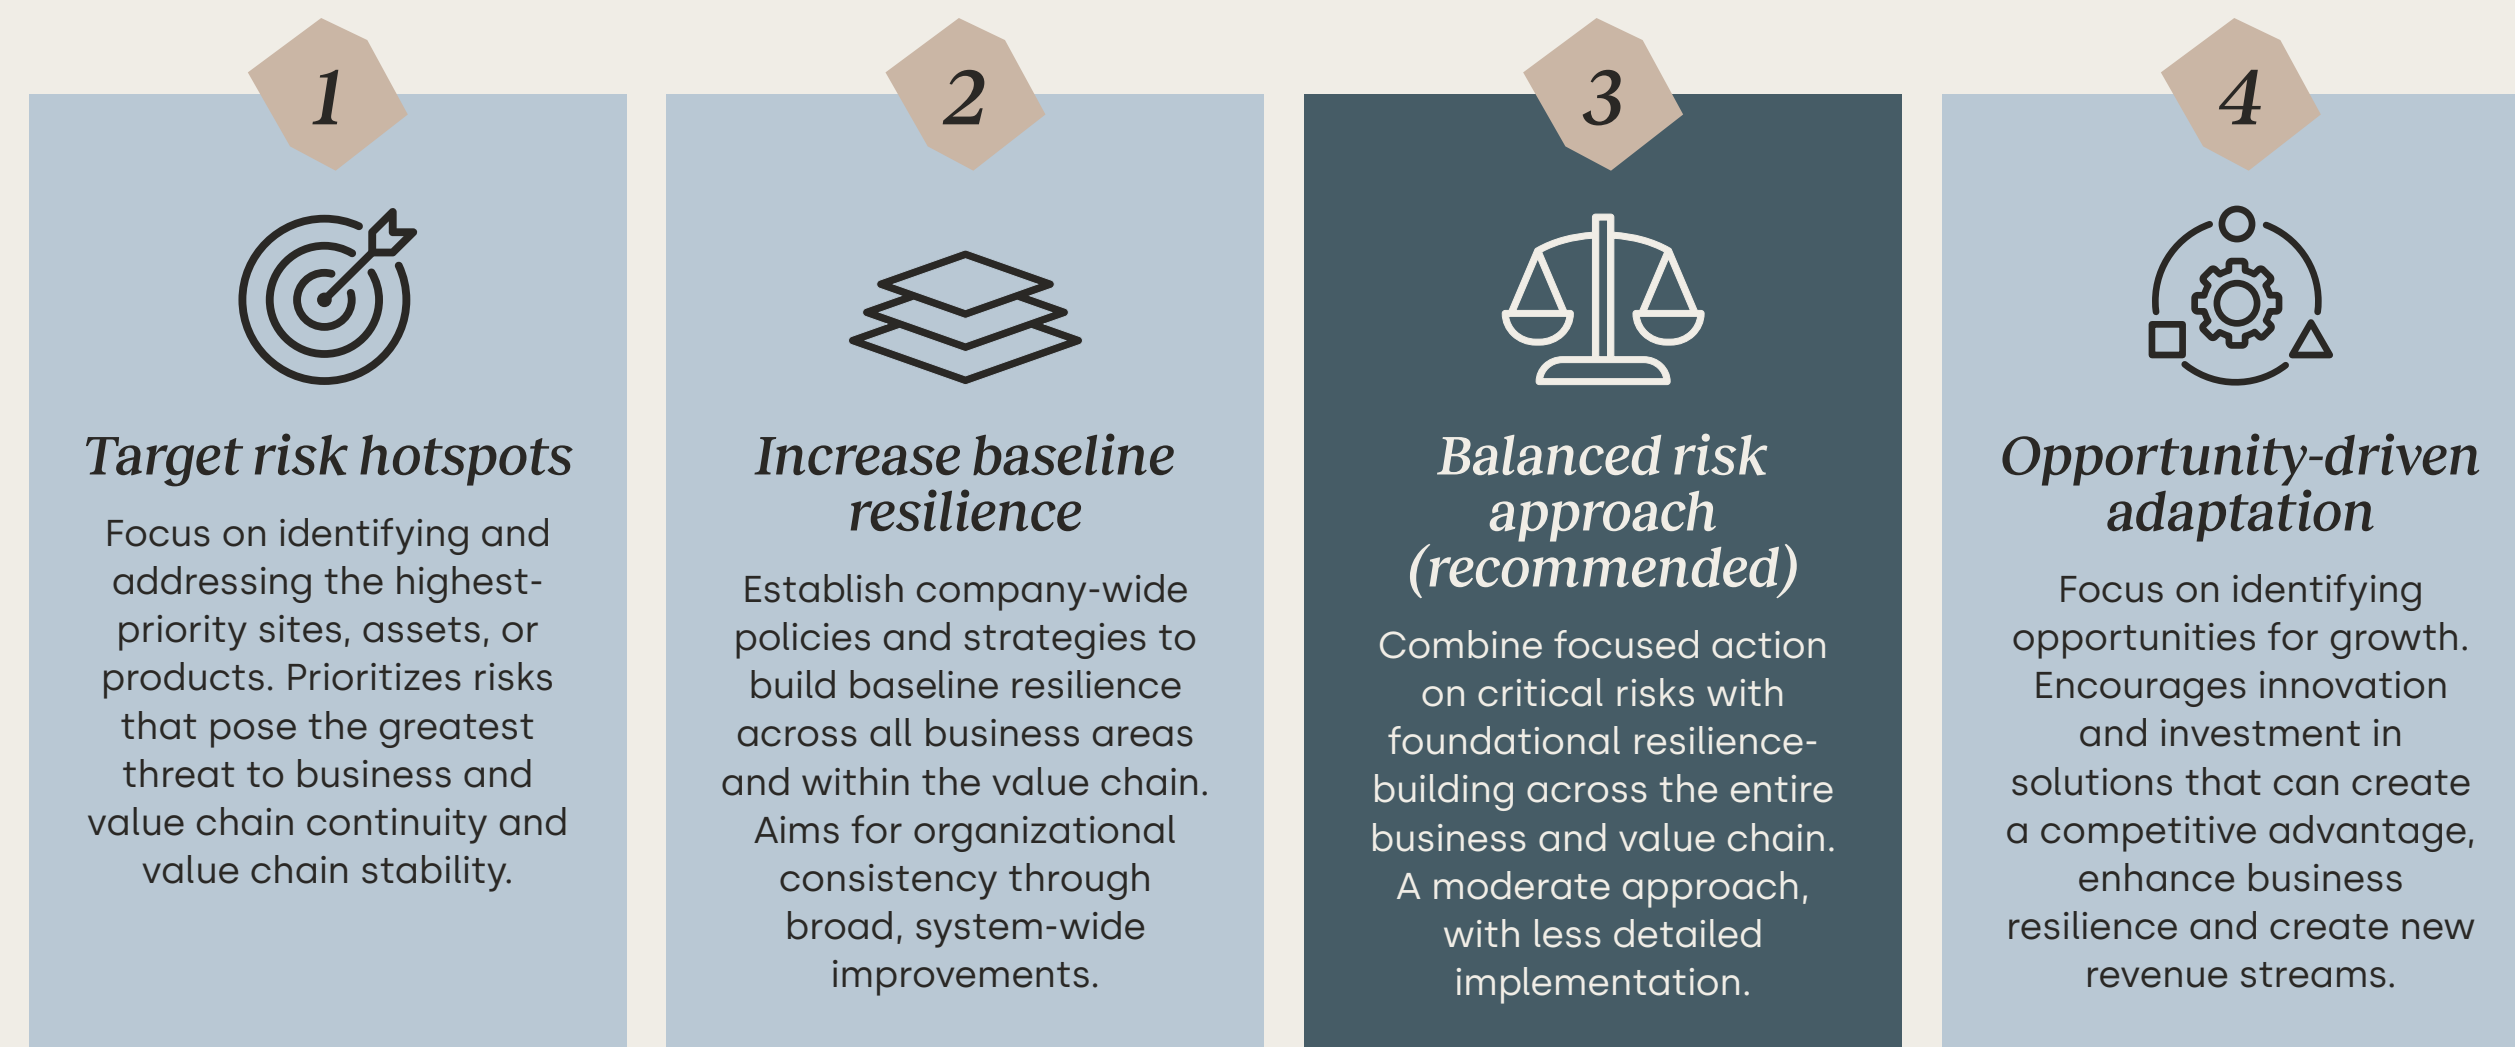 1
Target risk hotspots
Focus on identifying and
addressing the highest-
priority sites, assets, or
products. Prioritizes risks
that pose the greatest
threat to business and
value chain continuity and
value chain stability.
2
Increase baseline
resilience
Establish company-wide
policies and strategies to
build baseline resilience
across all business areas
and within the value chain.
Aims for organizational
consistency through
broad, system-wide
improvements.
3
Balanced risk
approach
(recommended)
Combine focused action
on critical risks with
foundational resilience-
building across the entire
business and value chain.
A moderate approach,
with less detailed
implementation.
4
Opportunity-driven
adaptation
Focus on identifying
opportunities for growth.
Encourages innovation
and investment in
solutions that can create
a competitive advantage,
enhance business
resilience and create new
revenue streams.